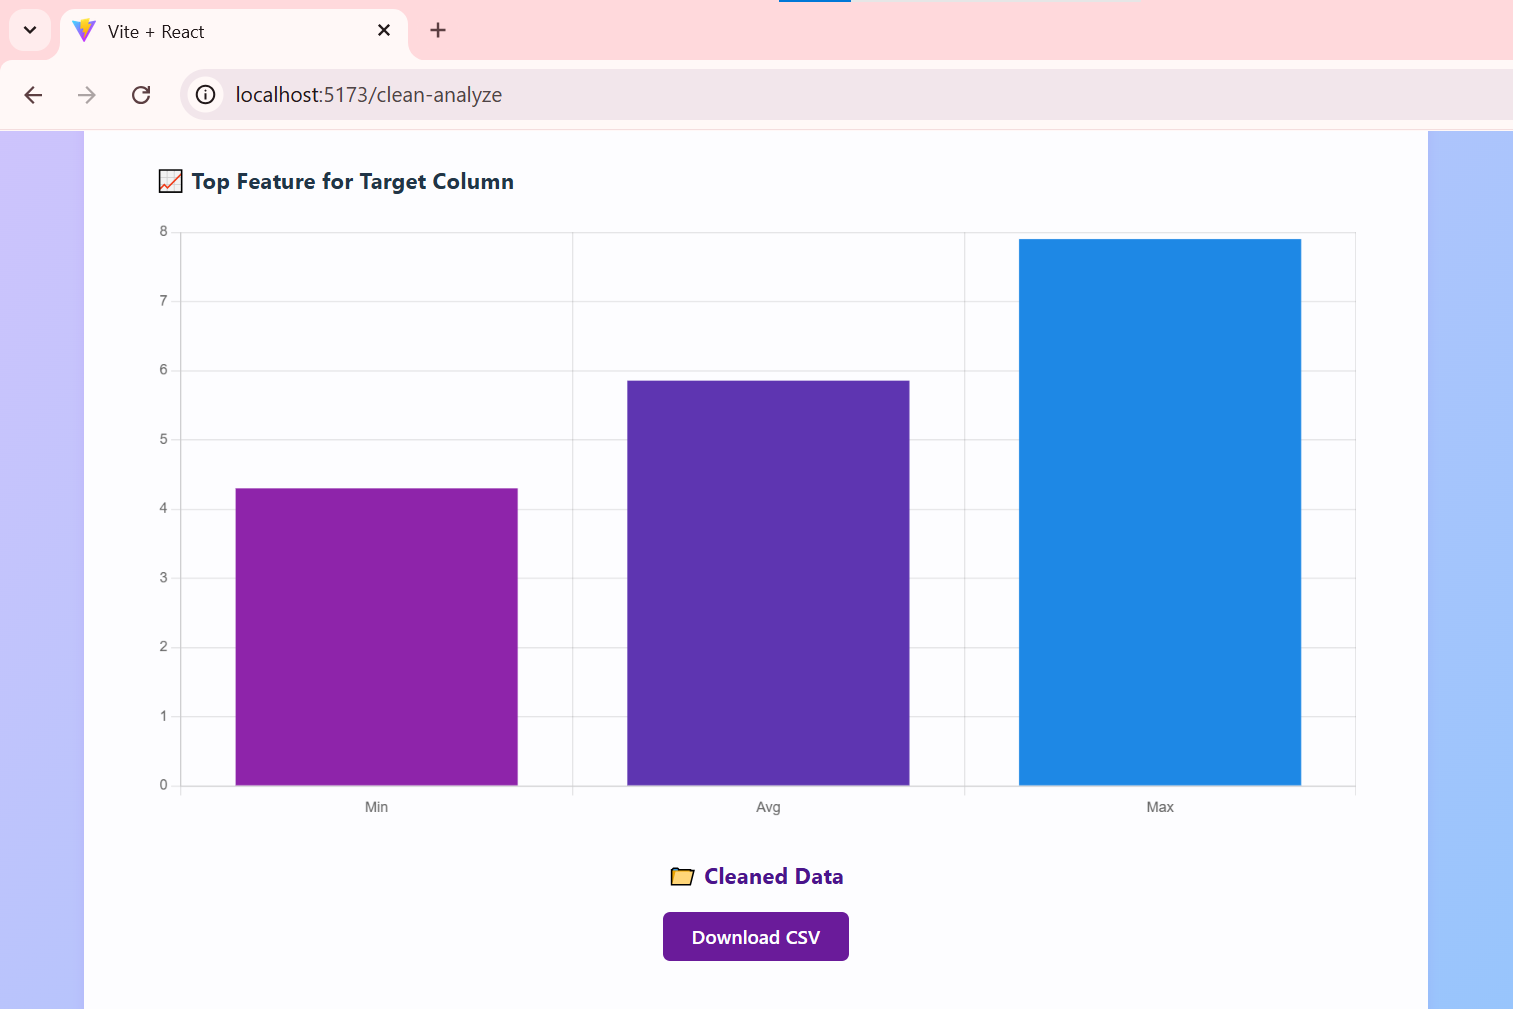 Vite + React
localhost:5173/clean-analyze
Top Feature for Target Column
8
7
6
5
4
3
2
1
0
Min Avg Max
Cleaned Data
Download CSV